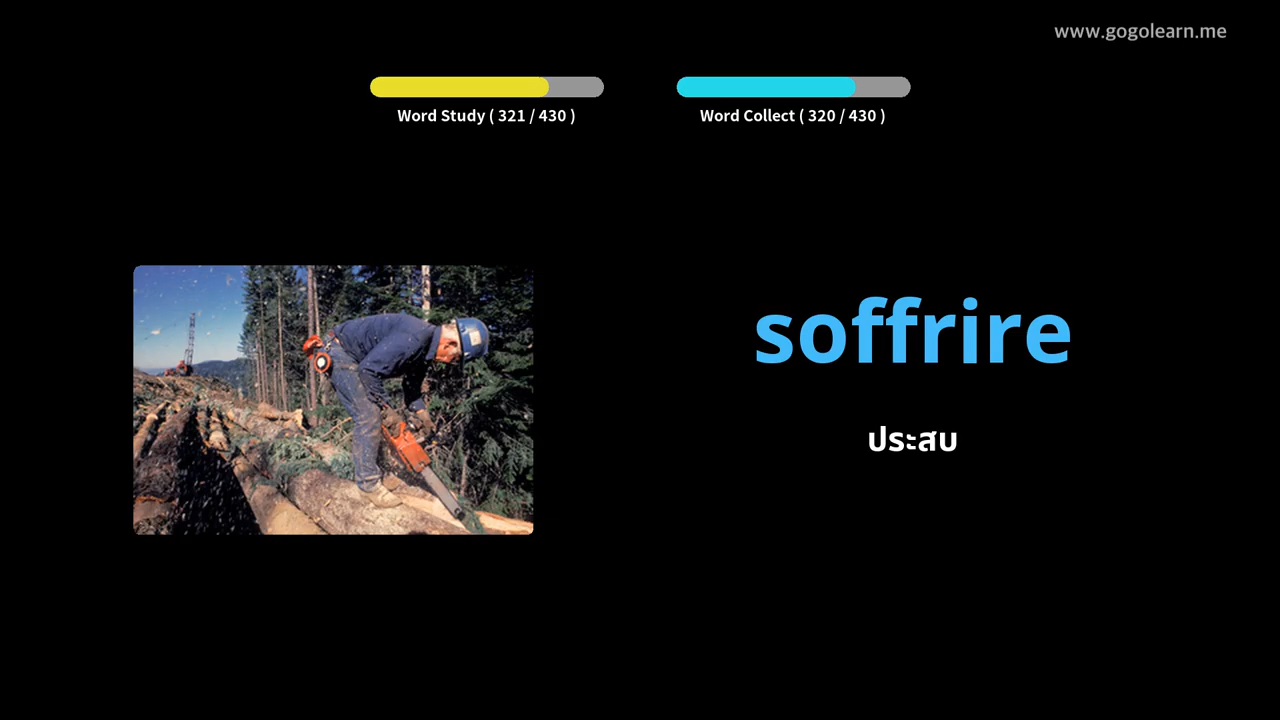 www.gogolearn.me
Word Study ( 321 / 430 )
Word Collect ( 320 / 430 )
soffrire
ประสบ